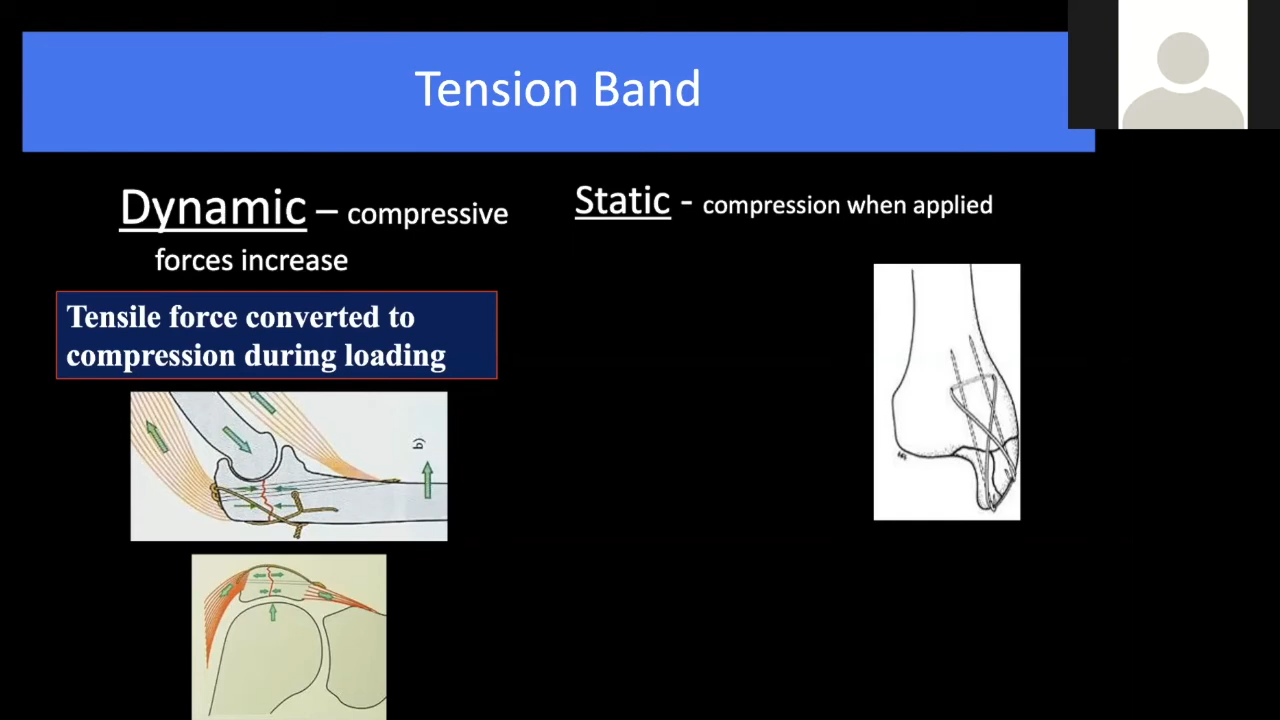 Tension Band
Dynamic – compressive
forces increase
Static - compression when applied
Tensile force converted to
compression during loading
b)